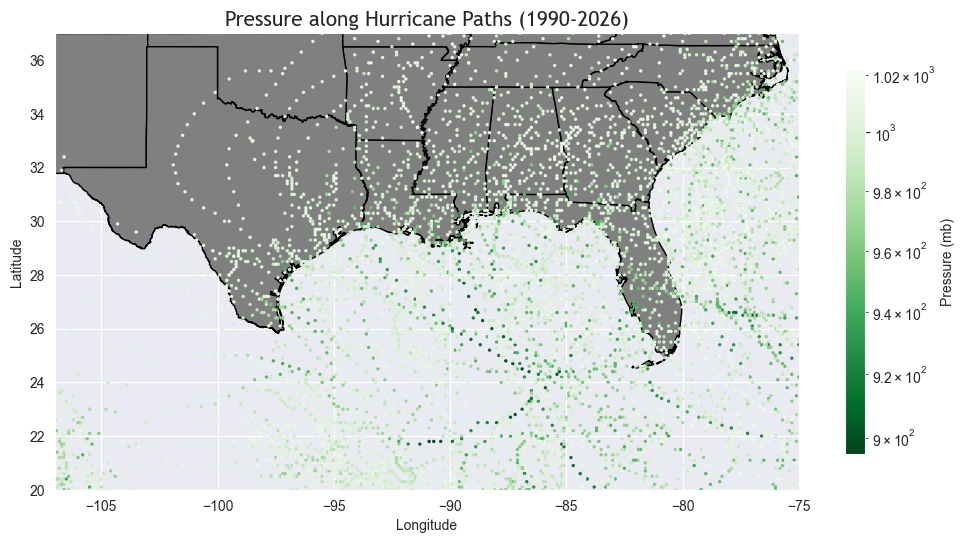 Pressure along Hurricane Paths (1990-2026)
36
34
32
30
28
26
24
22
20
Latitude
−105
−100
−95
−90
−85
−80
−75
Longitude
1.02 × 10³
10³
9.8 × 10²
9.6 × 10²
9.4 × 10²
9.2 × 10²
9 × 10²
Pressure (mb)